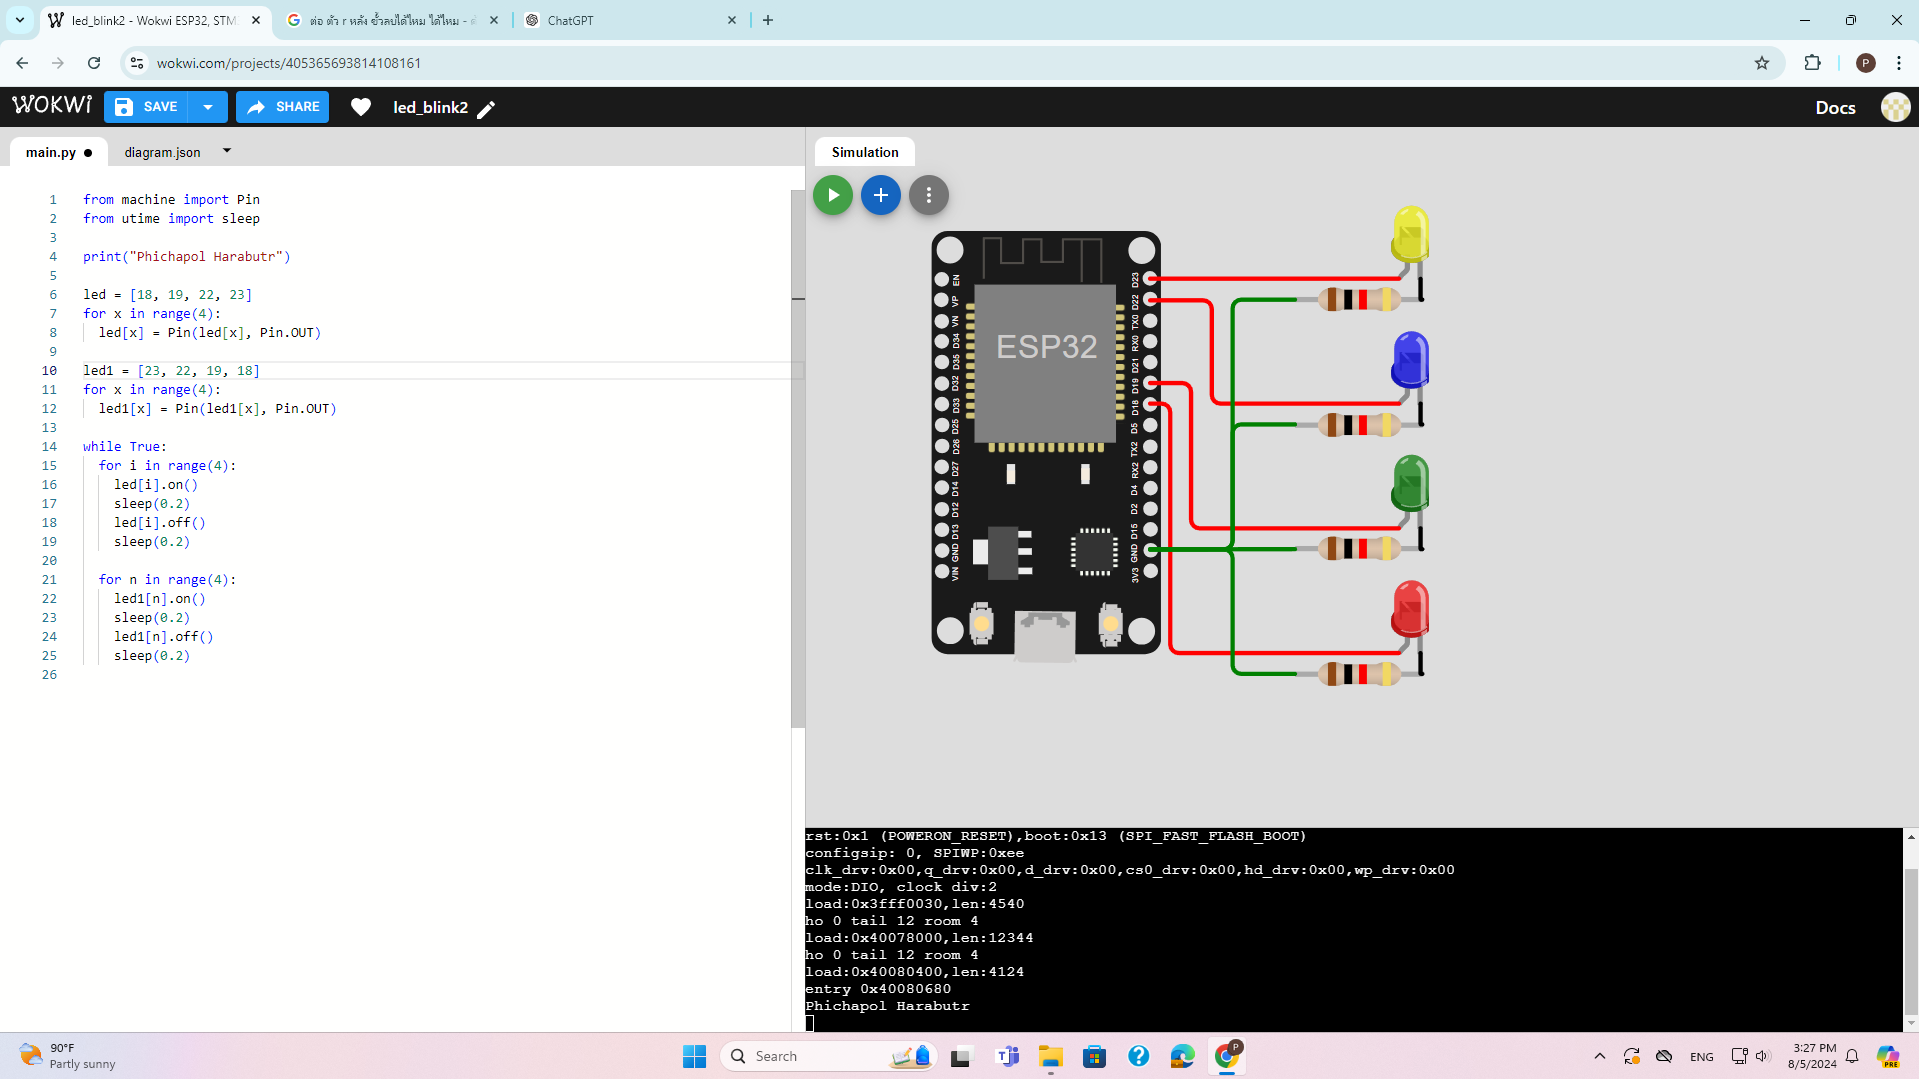 led_blink2 - Wokwi ESP32, STM
ต่อ ตัว r หลัง ขั้วลบได้ไหม ได้ไหม - ค้
ChatGPT
wokwi.com/projects/405365693814108161
P
WOKWI
SAVE
SHARE
led_blink2
Docs
main.py
diagram.json
Simulation
1 from machine import Pin
2 from utime import sleep
3
4 print("Phichapol Harabutr")
5
6 led = [18, 19, 22, 23]
7 for x in range(4):
8 led[x] = Pin(led[x], Pin.OUT)
9
10 led1 = [23, 22, 19, 18]
11 for x in range(4):
12 led1[x] = Pin(led1[x], Pin.OUT)
13
14 while True:
15 for i in range(4):
16 led[i].on()
17 sleep(0.2)
18 led[i].off()
19 sleep(0.2)
20
21 for n in range(4):
22 led1[n].on()
23 sleep(0.2)
24 led1[n].off()
25 sleep(0.2)
26
ESP32
EN
VP
VN
D34
D35
D32
D33
D25
D26
D27
D14
D12
D13
GND
VIN
D23
D22
TX0
RX0
D21
D19
D18
D5
TX2
RX2
D4
D2
D15
GND
3V3
rst:0x1 (POWERON_RESET),boot:0x13 (SPI_FAST_FLASH_BOOT)
configsip: 0, SPIWP:0xee
clk_drv:0x00,q_drv:0x00,d_drv:0x00,cs0_drv:0x00,hd_drv:0x00,wp_drv:0x00
mode:DIO, clock div:2
load:0x3fff0030,len:4540
ho 0 tail 12 room 4
load:0x40078000,len:12344
ho 0 tail 12 room 4
load:0x40080400,len:4124
entry 0x40080680
Phichapol Harabutr
90°F
Partly sunny
Search
P
ENG
3:27 PM
8/5/2024
PRE